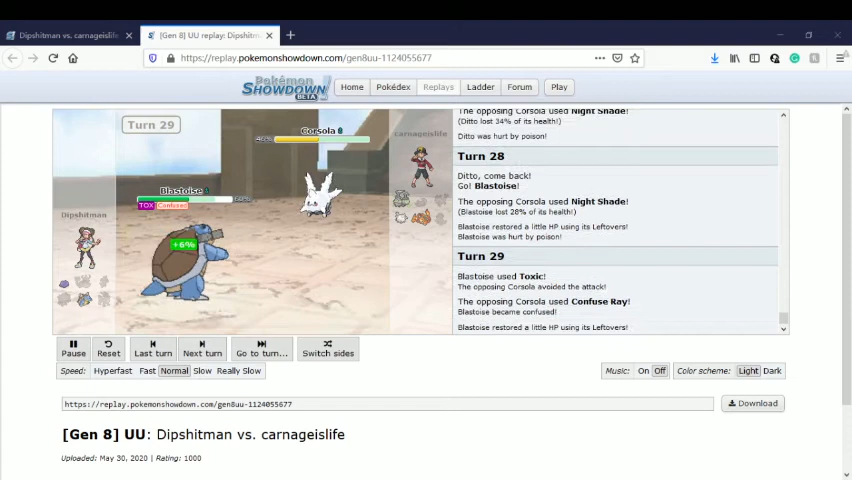 Dipshitman vs. carnageislife
[Gen 8] UU replay: Dipshitm
https://replay.pokemonshowdown.com/gen8uu-1124055677
Pokémon
SHOWDOWN!
BETA
Home
Pokédex
Replays
Ladder
Forum
Play
Turn 29
Corsola
Blastoise
TOX
Confused
+6%
Dipshitman
carnageislife
The opposing Corsola used Night Shade!
(Ditto lost 34% of its health!)
Ditto was hurt by poison!
Turn 28
Ditto, come back!
Go! Blastoise!
The opposing Corsola used Night Shade!
(Blastoise lost 28% of its health!)
Blastoise restored a little HP using its Leftovers!
Blastoise was hurt by poison!
Turn 29
Blastoise used Toxic!
The opposing Corsola avoided the attack!
The opposing Corsola used Confuse Ray!
Blastoise became confused!
Blastoise restored a little HP using its Leftovers!
Pause
Reset
Last turn
Next turn
Go to turn...
Switch sides
Speed: Hyperfast Fast Normal Slow Really Slow
Music: On Off
Color scheme: Light Dark
https://replay.pokemonshowdown.com/gen8uu-1124055677
Download
[Gen 8] UU: Dipshitman vs. carnageislife
Uploaded: May 30, 2020 | Rating: 1000